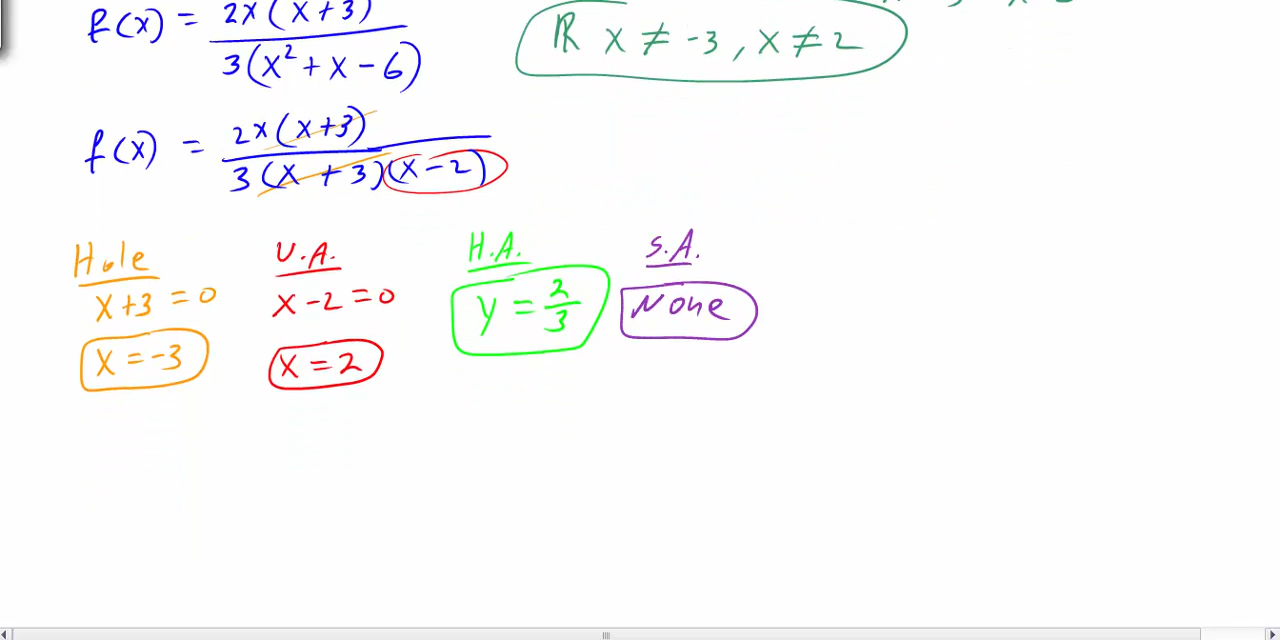 f(x) = 2x(x+3) / 3(x² + x - 6)
ℝ x ≠ -3, x ≠ 2
f(x) = 2x(x+3) / 3(x+3)(x-2)
Hole V.A. H.A. S.A.
x+3=0 x-2=0 y = 2/3 None
x=-3 x=2